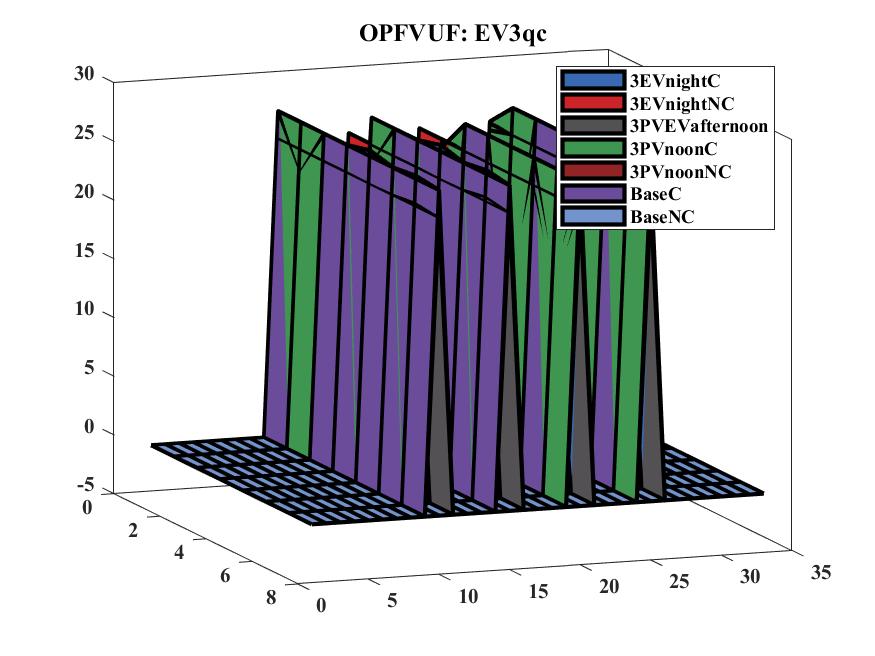 OPFVUF: EV3qc
3EVnightC
3EVnightNC
3PVEVafternoon
3PVnoonC
3PVnoonNC
BaseC
BaseNC
30
25
20
15
10
5
0
-5
0
2
4
6
8
0
5
10
15
20
25
30
35